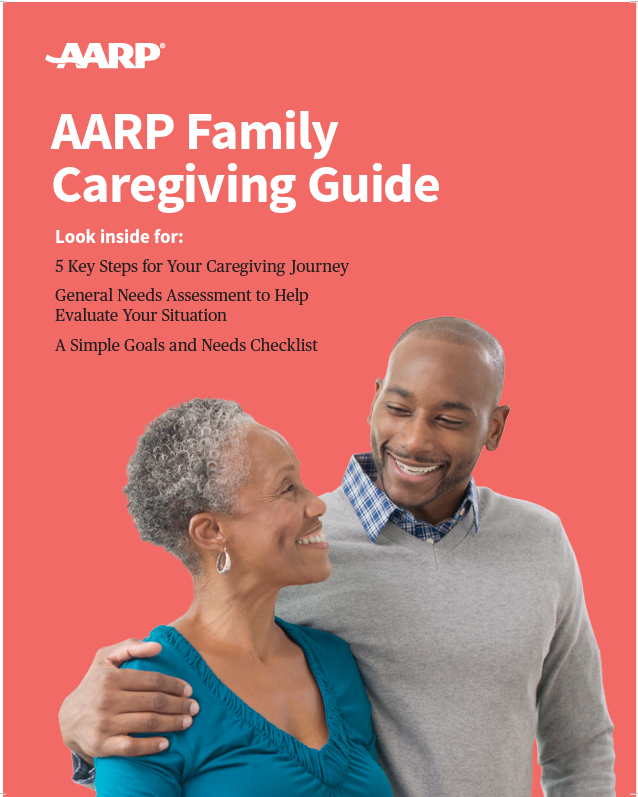 AARP®
AARP Family
Caregiving Guide
Look inside for:
5 Key Steps for Your Caregiving Journey
General Needs Assessment to Help
Evaluate Your Situation
A Simple Goals and Needs Checklist